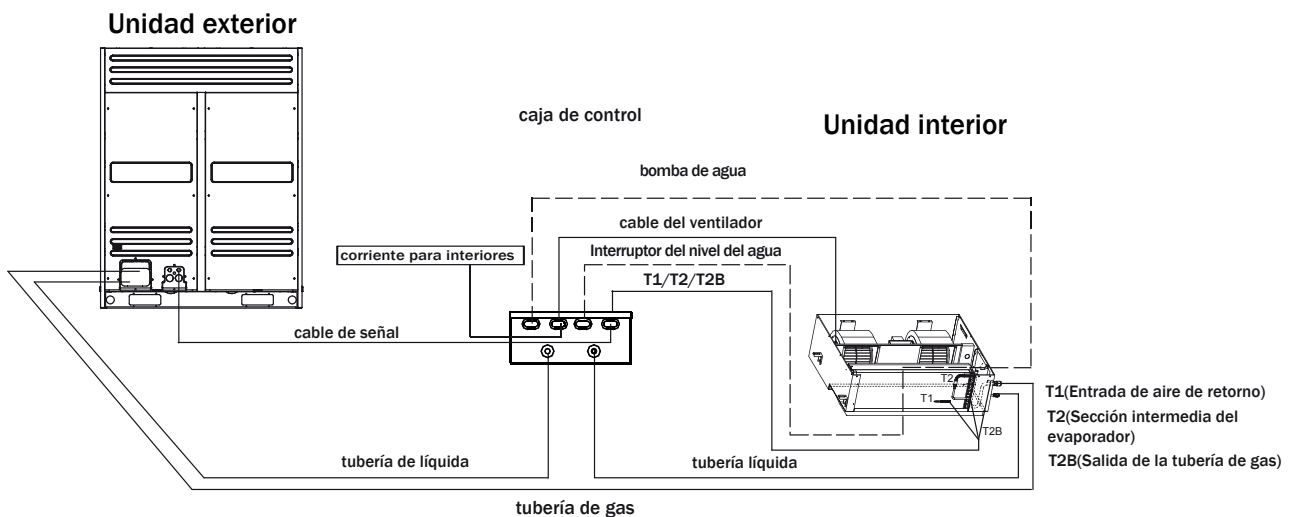 Unidad exterior
caja de control
Unidad interior
bomba de agua
cable del ventilador
corriente para interiores
Interruptor del nivel del agua
T1/T2/T2B
cable de señal
T2
T1
T2B
T1(Entrada de aire de retorno)
T2(Sección intermedia del
evaporador)
T2B(Salida de la tubería de gas)
tubería de líquida
tubería líquida
tubería de gas